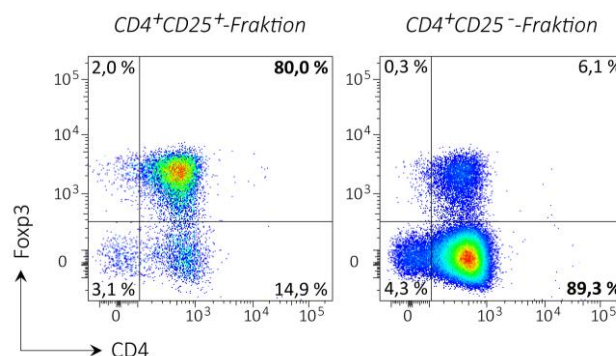 CD4⁺CD25⁺-Fraktion
CD4⁺CD25⁻-Fraktion
2,0 % 80,0 %
0,3 % 6,1 %
10⁵
10⁴
10³
0
3,1 % 14,9 %
0 10³ 10⁴ 10⁵
10⁵
10⁴
10³
0
4,3 % 89,3 %
0 10³ 10⁴ 10⁵
Foxp3
CD4